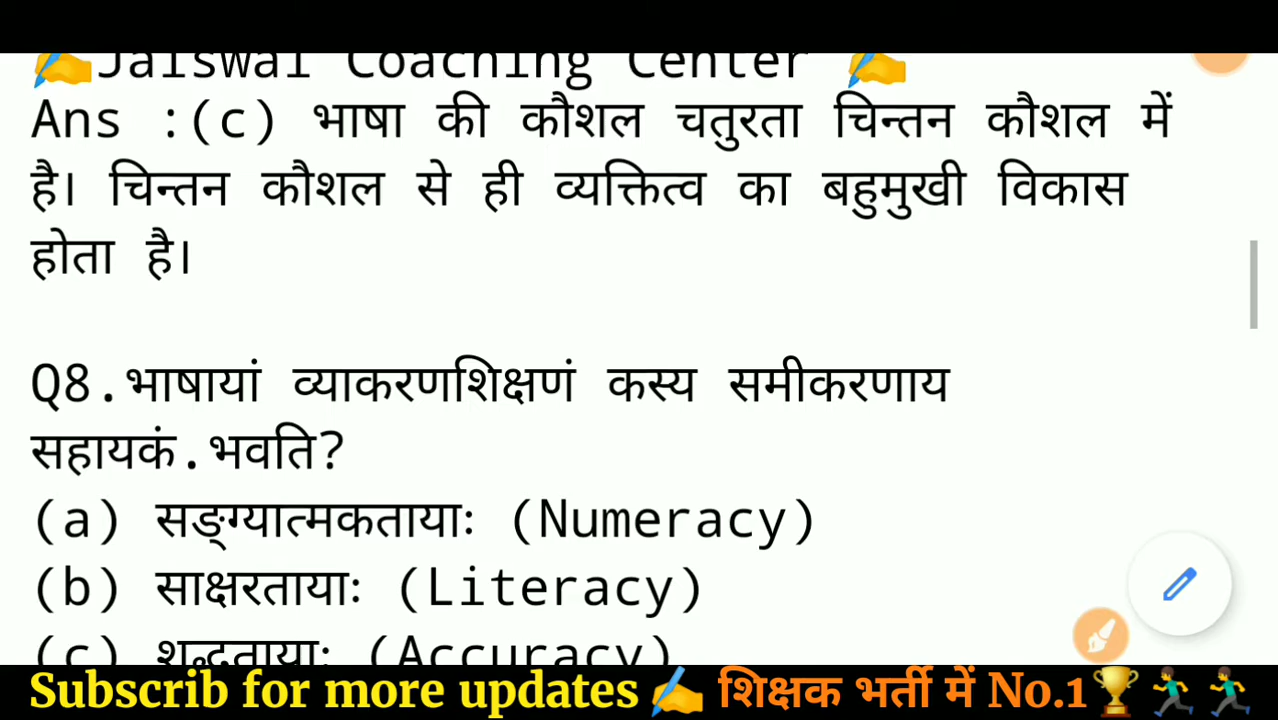 ✍️Jaiswal Coaching Center ✍️
Ans :(c) भाषा की कौशल चतुरता चिन्तन कौशल में
है। चिन्तन कौशल से ही व्यक्तित्व का बहुमुखी विकास
होता है।
Q8.भाषायां व्याकरणशिक्षणं कस्य समीकरणाय
सहायकं.भवति?
(a) सङ्ग्यात्मकतायाः (Numeracy)
(b) साक्षरतायाः (Literacy)
(c) शुद्धतायाः (Accuracy)
Subscrib for more updates ✍️ शिक्षक भर्ती में No.1🏆🏃‍♂️🏃‍♂️